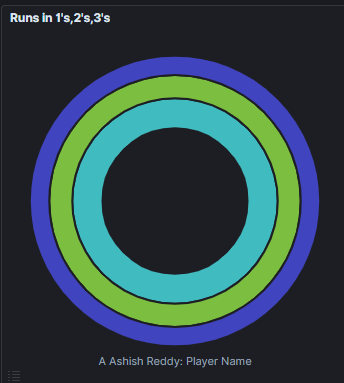 Runs in 1's,2's,3's
A Ashish Reddy: Player Name